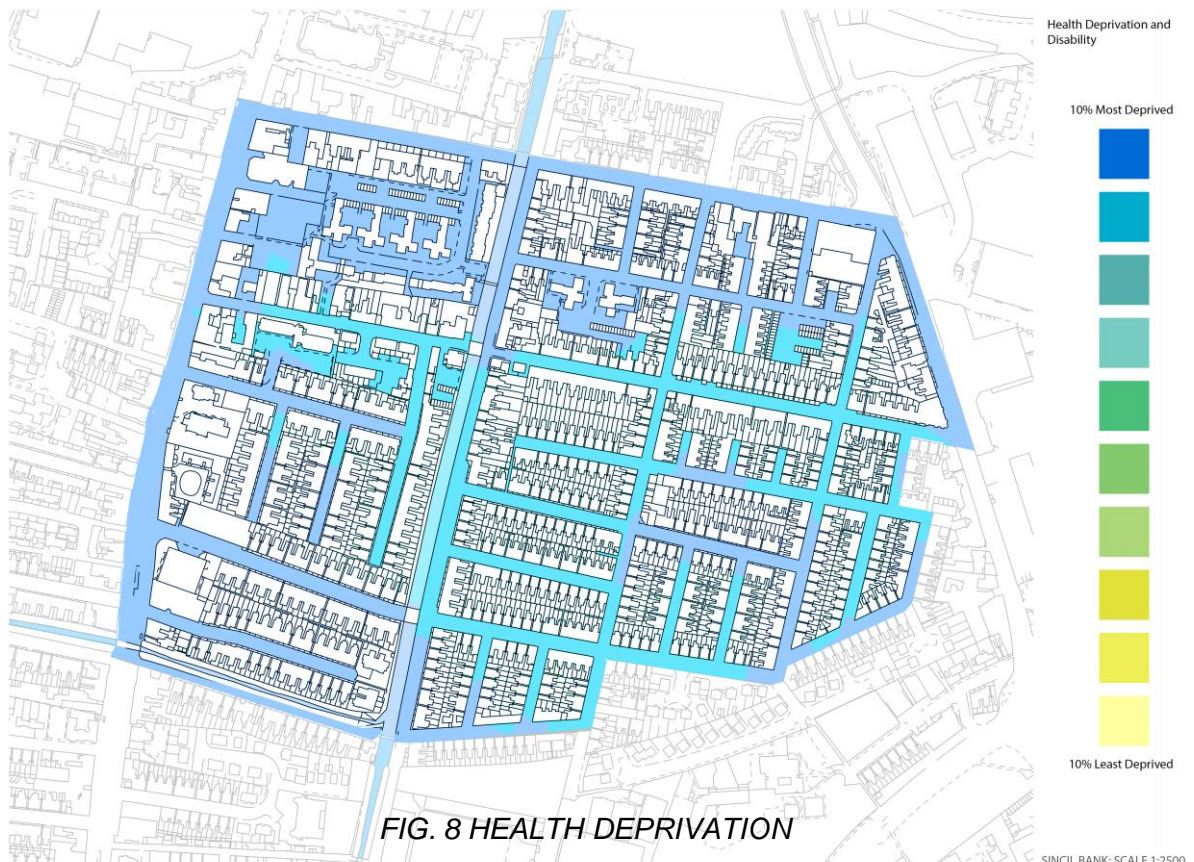 Health Deprivation and
Disability
10% Most Deprived
10% Least Deprived
FIG. 8 HEALTH DEPRIVATION
SINCIL BANK: SCALE 1:2500